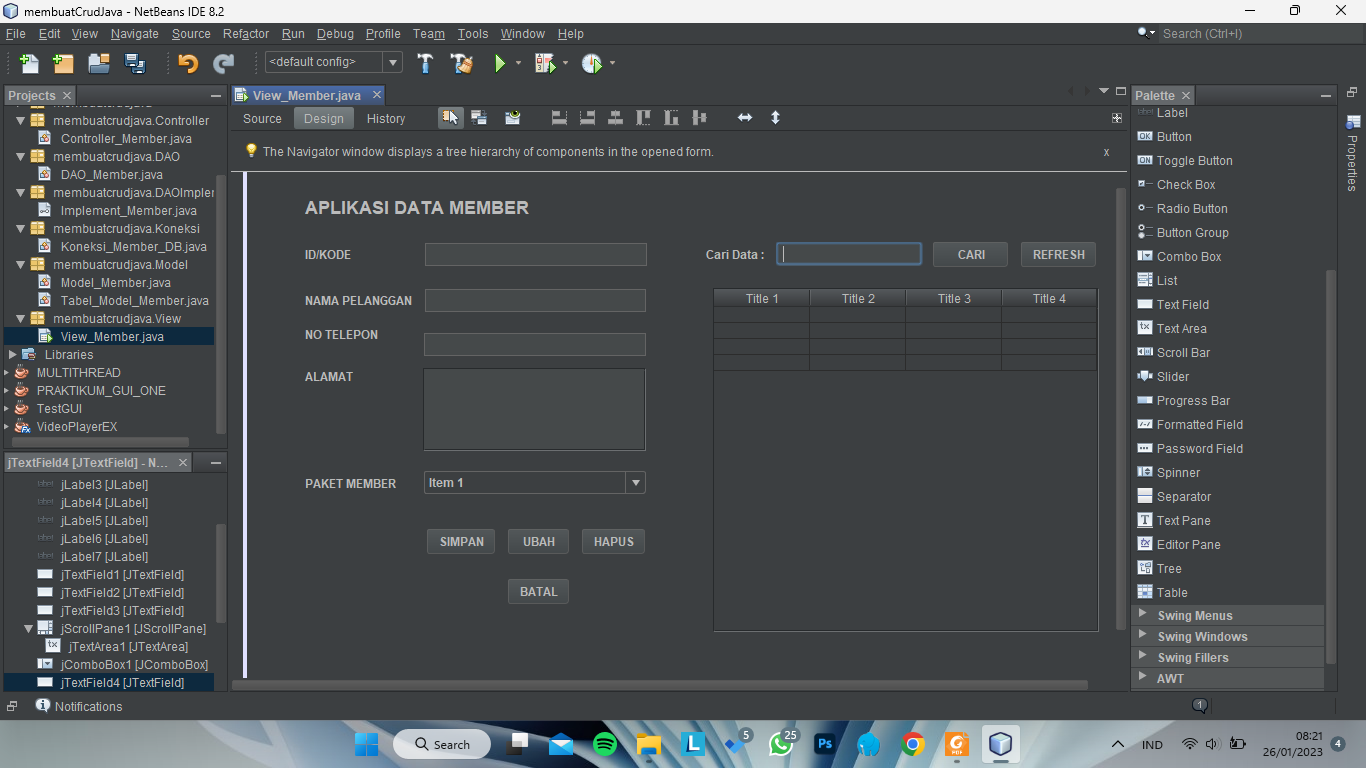 membuatCrudJava - NetBeans IDE 8.2
File Edit View Navigate Source Refactor Run Debug Profile Team Tools Window Help
Search (Ctrl+I)
<default config>
Projects
membuatcrudjava.Controller
Controller_Member.java
membuatcrudjava.DAO
DAO_Member.java
membuatcrudjava.DAOImpler
Implement_Member.java
membuatcrudjava.Koneksi
Koneksi_Member_DB.java
membuatcrudjava.Model
Model_Member.java
Tabel_Model_Member.java
membuatcrudjava.View
View_Member.java
Libraries
MULTITHREAD
PRAKTIKUM_GUI_ONE
TestGUI
VideoPlayerEX
jTextField4 [JTextField] - N...
jLabel3 [JLabel]
jLabel4 [JLabel]
jLabel5 [JLabel]
jLabel6 [JLabel]
jLabel7 [JLabel]
jTextField1 [JTextField]
jTextField2 [JTextField]
jTextField3 [JTextField]
jScrollPane1 [JScrollPane]
jTextArea1 [JTextArea]
jComboBox1 [JComboBox]
jTextField4 [JTextField]
View_Member.java
Source Design History
The Navigator window displays a tree hierarchy of components in the opened form.
x
APLIKASI DATA MEMBER
ID/KODE
NAMA PELANGGAN
NO TELEPON
ALAMAT
PAKET MEMBER
Item 1
SIMPAN UBAH HAPUS
BATAL
Cari Data :
CARI REFRESH
Title 1 Title 2 Title 3 Title 4
Palette
Label
Button
Toggle Button
Check Box
Radio Button
Button Group
Combo Box
List
Text Field
Text Area
Scroll Bar
Slider
Progress Bar
Formatted Field
Password Field
Spinner
Separator
Text Pane
Editor Pane
Tree
Table
Swing Menus
Swing Windows
Swing Fillers
AWT
Properties
Notifications
1
Search
L
5
25
Ps
PDF
IND
08:21
26/01/2023
4